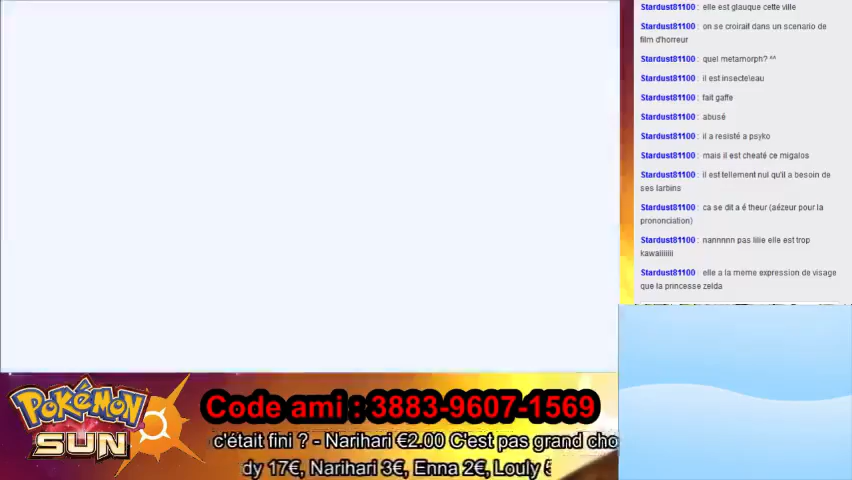 Stardust81100 : elle est glauque cette ville
Stardust81100 : on se croirait dans un scenario de
film d'horreur
Stardust81100 : quel metamorph? ^^
Stardust81100 : il est insecte\eau
Stardust81100 : fait gaffe
Stardust81100 : abusé
Stardust81100 : il a resisté a psyko
Stardust81100 : mais il est cheaté ce migalos
Stardust81100 : il est tellement nul qu'il a besoin de
ses larbins
Stardust81100 : ca se dit a é theur (aézeur pour la
prononciation)
Stardust81100 : nannnnn pas lilie elle est trop
kawaiiiiiii
Stardust81100 : elle a la meme expression de visage
que la princesse zelda
POKÉMON
SUN
Code ami : 3883-9607-1569
c'était fini ? - Narihari €2.00 C'est pas grand cho
dy 17€, Narihari 3€, Enna 2€, Louly